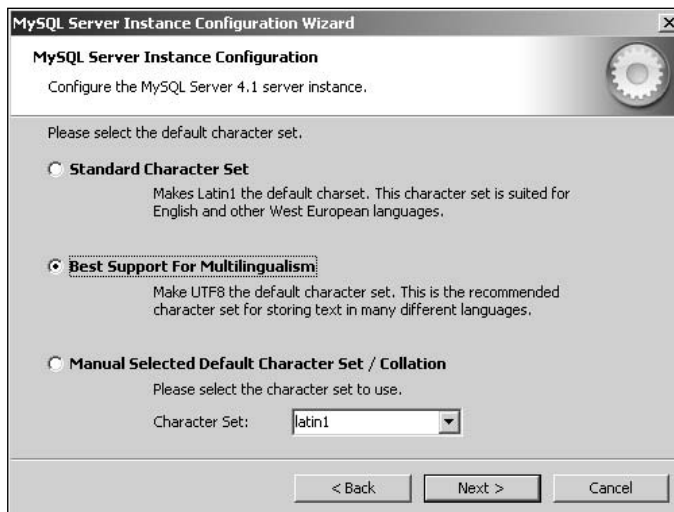 MySQL Server Instance Configuration Wizard
MySQL Server Instance Configuration
Configure the MySQL Server 4.1 server instance.
Please select the default character set.
Standard Character Set
Makes Latin1 the default charset. This character set is suited for
English and other West European languages.
Best Support For Multilingualism
Make UTF8 the default character set. This is the recommended
character set for storing text in many different languages.
Manual Selected Default Character Set / Collation
Please select the character set to use.
Character Set: latin1
< Back Next > Cancel